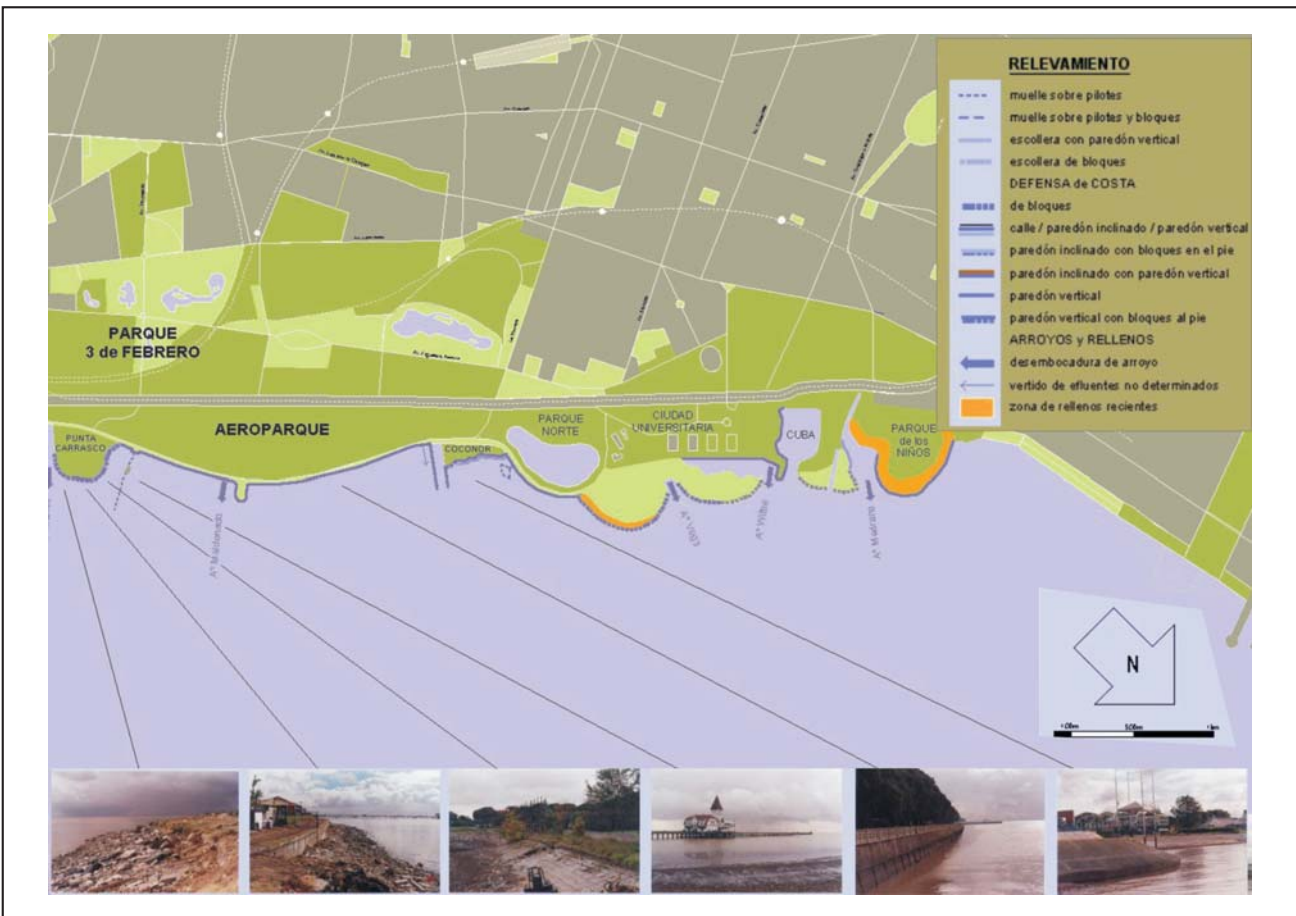 RELEVAMIENTO
muelle sobre pilotes
muelle sobre pilotes y bloques
escollera con paredón vertical
escollera de bloques
DEFENSA de COSTA
de bloques
calle / paredón inclinado / paredón vertical
paredón inclinado con bloques en el pie
paredón inclinado con paredón vertical
paredón vertical
paredón vertical con bloques al pie
ARROYOS y RELLENOS
desembocadura de arroyo
vertido de efluentes no determinados
zona de rellenos recientes
PARQUE
3 de FEBRERO
PUNTA
CARRASCO
AEROPARQUE
COCONOR
PARQUE
NORTE
CIUDAD
UNIVERSITARIA
CUBA
PARQUE
de los
NIÑOS
Aº Maldonado
Aº Vega
Aº White
Aº Medrano
N
500m
1km